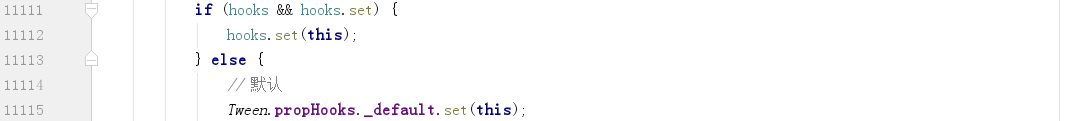 11111 if (hooks && hooks.set) {
11112 hooks.set(this);
11113 } else {
11114 // 默认
11115 Tween.propHooks._default.set(this);